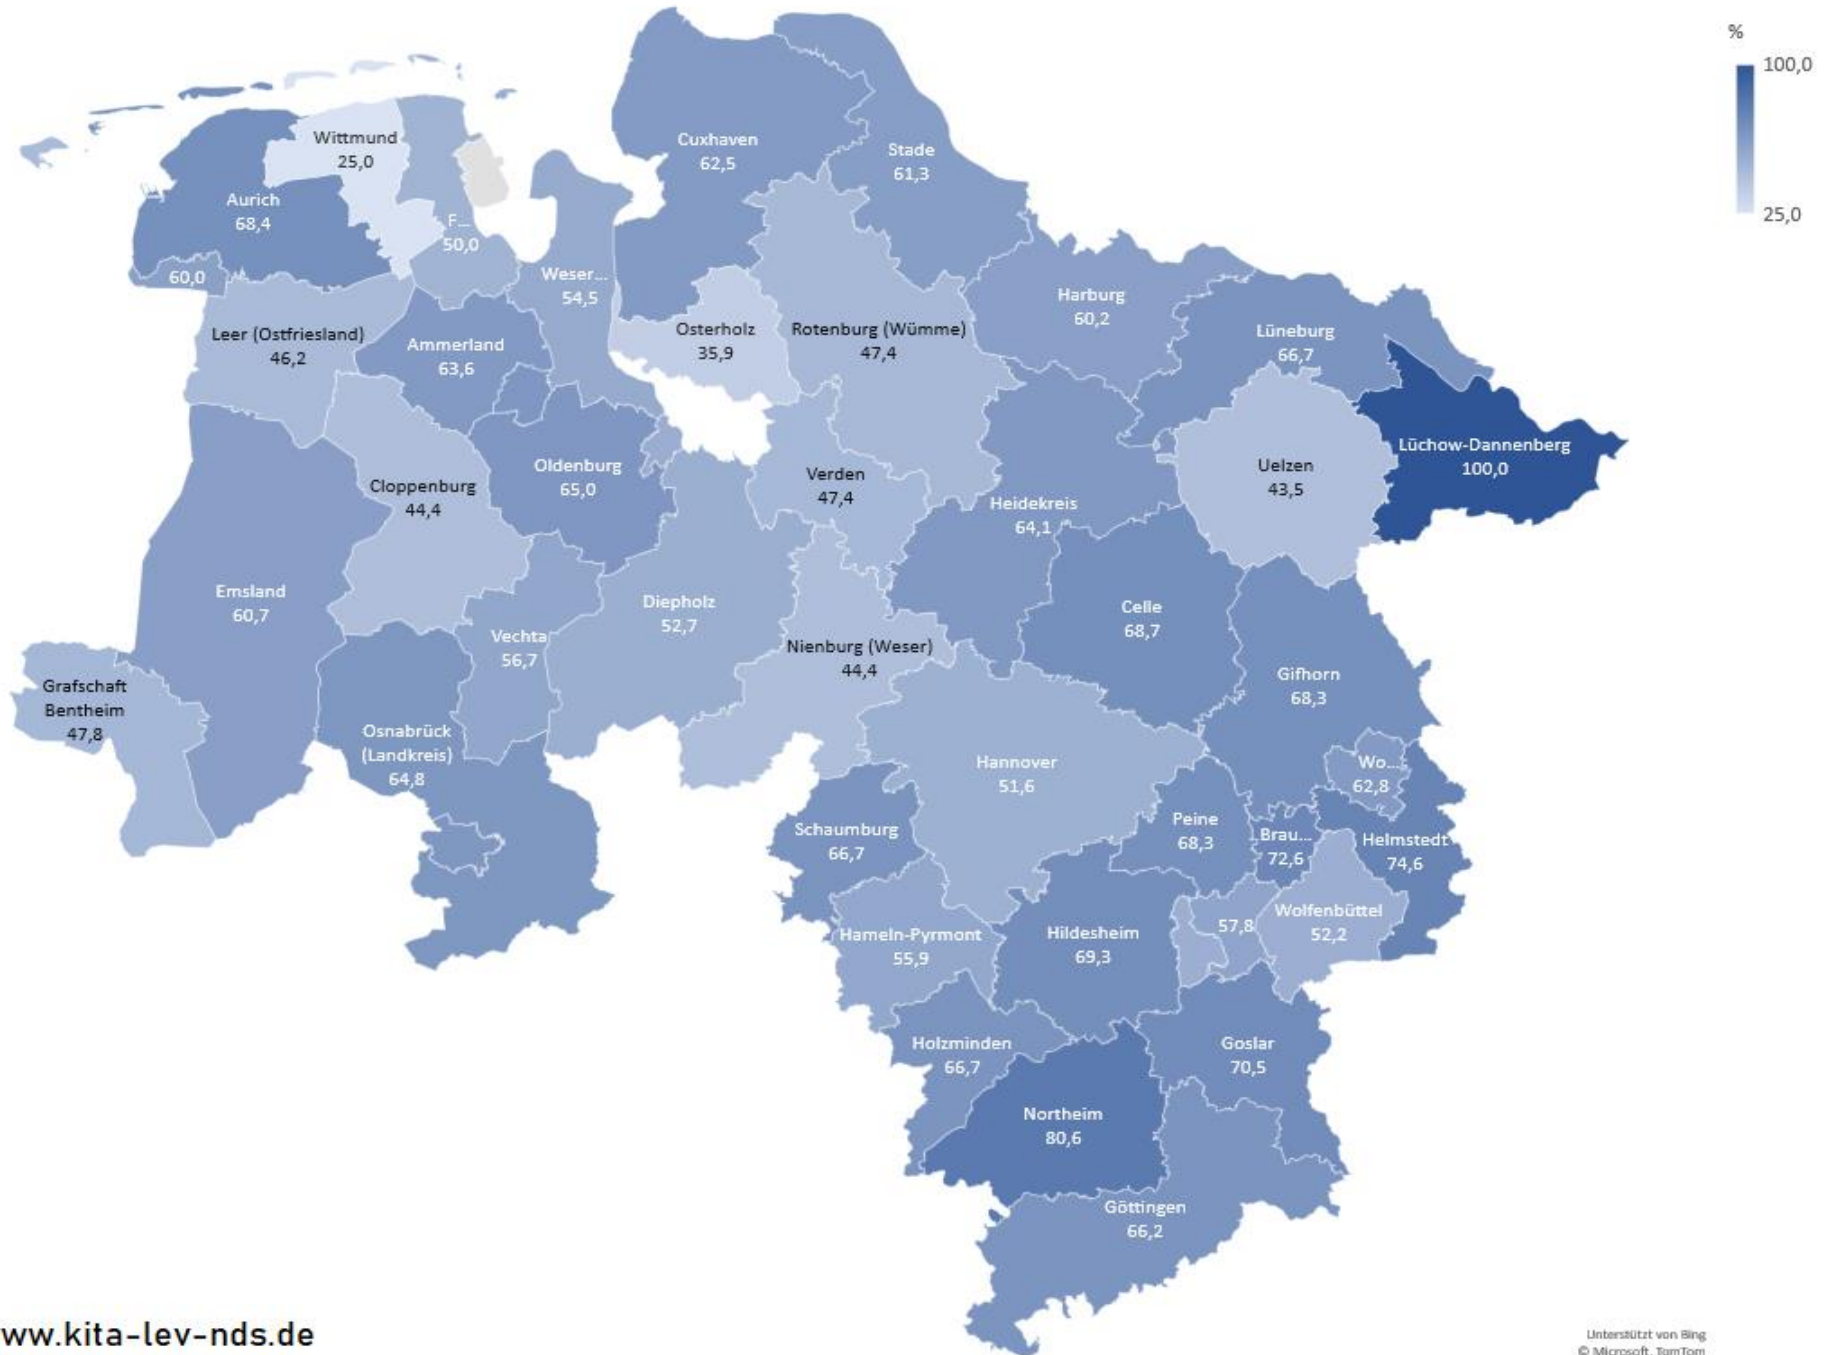 %
100,0
25,0
Wittmund
25,0
Aurich
68,4
F...
50,0
60,0
Weser...
54,5
Cuxhaven
62,5
Stade
61,3
Leer (Ostfriesland)
46,2
Ammerland
63,6
Osterholz
35,9
Rotenburg (Wümme)
47,4
Harburg
60,2
Lüneburg
66,7
Lüchow-Dannenberg
100,0
Uelzen
43,5
Cloppenburg
44,4
Oldenburg
65,0
Verden
47,4
Heidekreis
64,1
Emsland
60,7
Diepholz
52,7
Celle
68,7
Vechta
56,7
Nienburg (Weser)
44,4
Gifhorn
68,3
Grafschaft
Bentheim
47,8
Osnabrück
(Landkreis)
64,8
Hannover
51,6
Wo...
62,8
Schaumburg
66,7
Peine
68,3
Brau...
72,6
Helmstedt
74,6
Hameln-Pyrmont
55,9
Hildesheim
69,3
57,8
Wolfenbüttel
52,2
Holzminden
66,7
Goslar
70,5
Northeim
80,6
Göttingen
66,2
ww.kita-lev-nds.de
Unterstützt von Bing
© Microsoft, TomTom